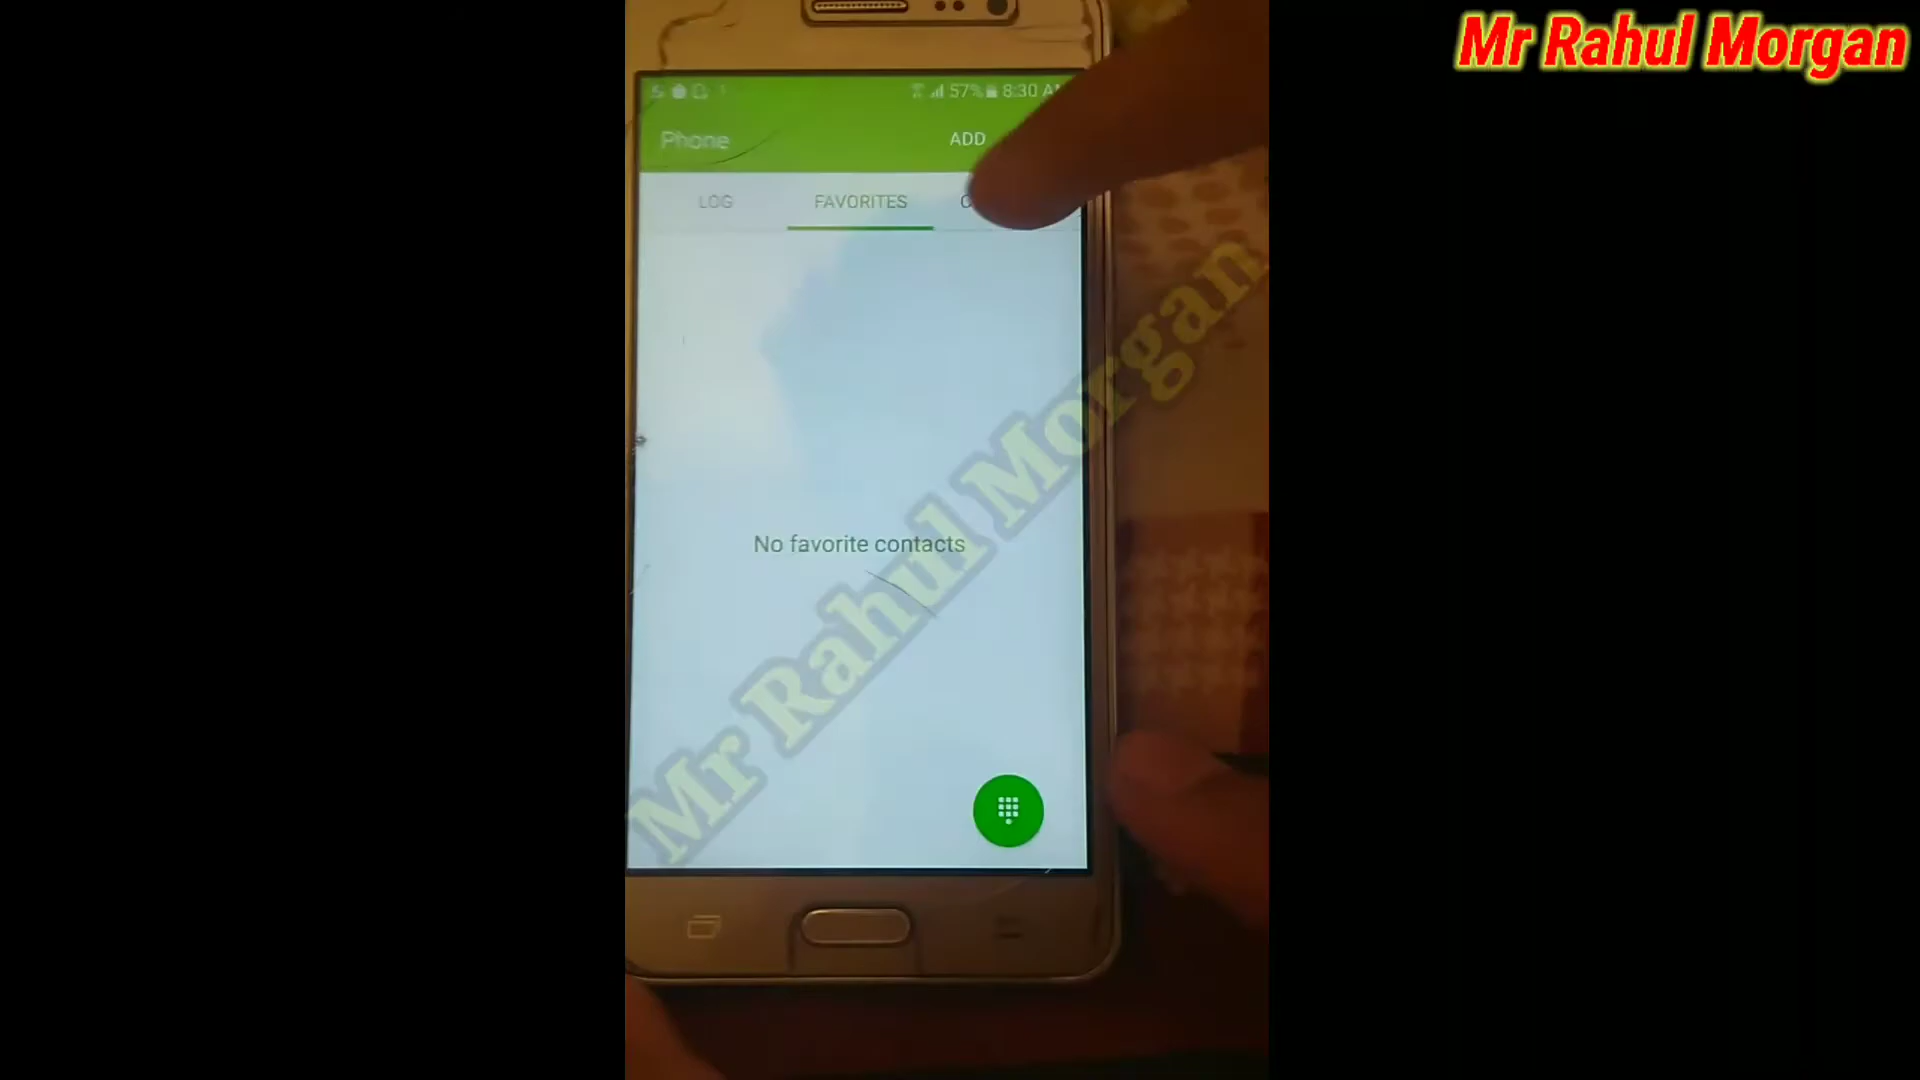 Mr Rahul Morgan
57% 8:30
Phone
ADD
LOG FAVORITES
No favorite contacts
Mr Rahul Morgan